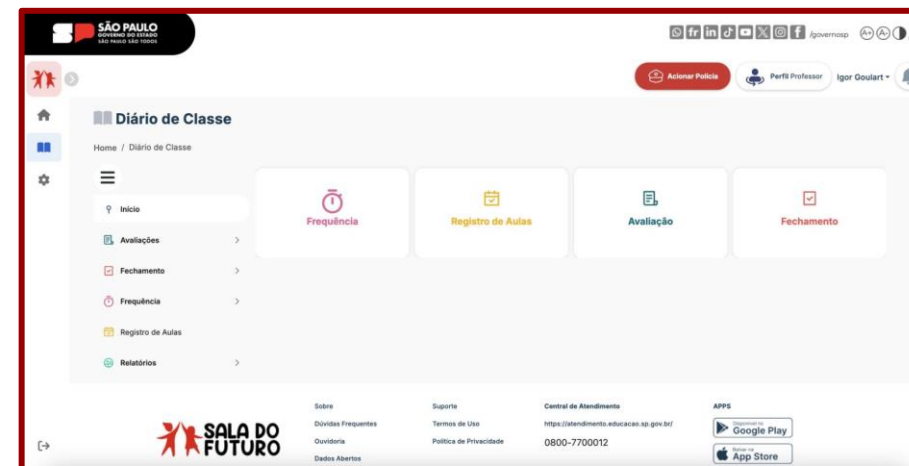 SÃO PAULO
GOVERNO DO ESTADO
SÃO PAULO SÃO TODOS
/governosp
A+
A-
Acionar Polícia
Perfil Professor
Igor Goulart
Diário de Classe
Home / Diário de Classe
Início
Avaliações
Fechamento
Frequência
Registro de Aulas
Relatórios
Frequência
Registro de Aulas
Avaliação
Fechamento
SALA DO
FUTURO
Sobre
Dúvidas Frequentes
Ouvidoria
Dados Abertos
Suporte
Termos de Uso
Política de Privacidade
Central de Atendimento
https://atendimento.educacao.sp.gov.br/
0800-7700012
APPS
Google Play
App Store